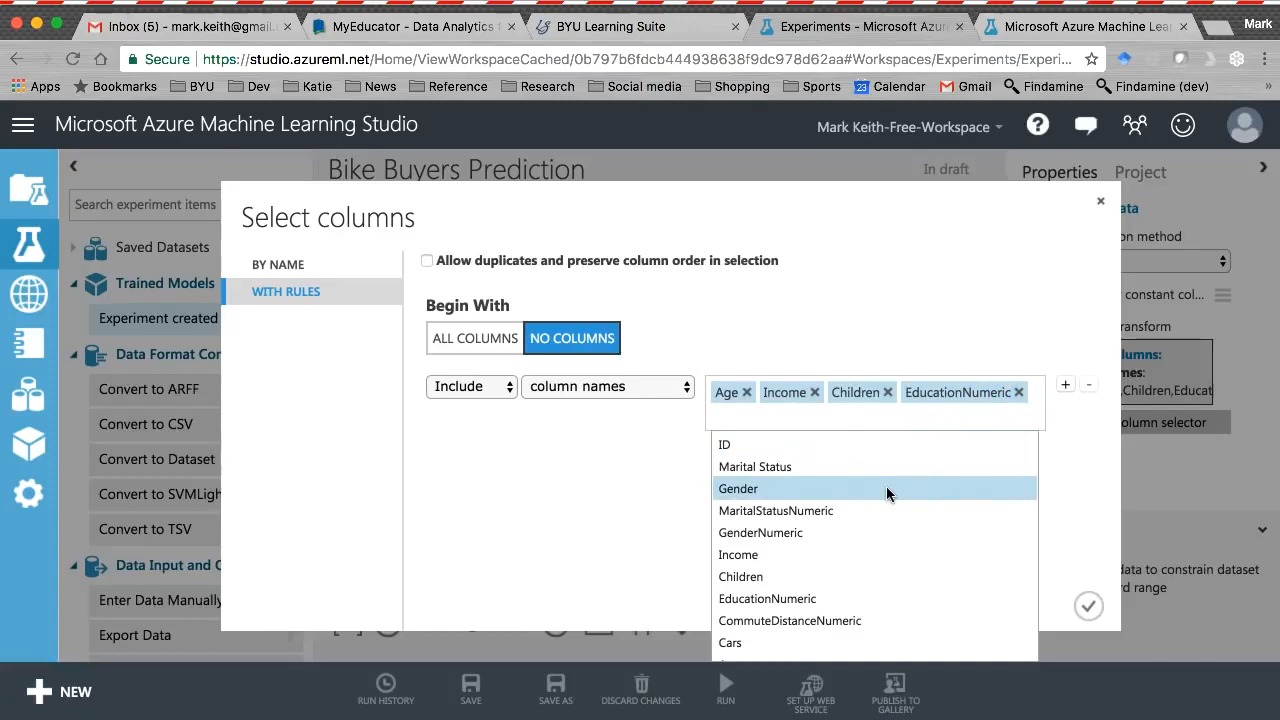 Inbox (5) - mark.keith@gmail.
MyEducator - Data Analytics f
BYU Learning Suite
Experiments - Microsoft Azure
Microsoft Azure Machine Lea
Mark
Secure
https://studio.azureml.net/Home/ViewWorkspaceCached/0b797b6fdcb444938638f9dc978d62aa#Workspaces/Experiments/Experi...
Apps
Bookmarks
BYU
Dev
Katie
News
Reference
Research
Social media
Shopping
Sports
23 Calendar
Gmail
Findamine
Findamine (dev)
»
Microsoft Azure Machine Learning Studio
Mark Keith-Free-Workspace
?
Bike Buyers Prediction
In draft
Properties
Project
Search experiment items
Saved Datasets
Trained Models
Experiment created
Data Format Con
Convert to ARFF
Convert to CSV
Convert to Dataset
Convert to SVMLigh
Convert to TSV
Data Input and O
Enter Data Manually
Export Data
Select columns
BY NAME
WITH RULES
Allow duplicates and preserve column order in selection
Begin With
ALL COLUMNS
NO COLUMNS
Include
column names
Age
Income
Children
EducationNumeric
+
-
ID
Marital Status
Gender
MaritalStatusNumeric
GenderNumeric
Income
Children
EducationNumeric
CommuteDistanceNumeric
Cars
ata
on method
constant col...
transform
lumns:
mes:
,Children,Educat
olumn selector
data to constrain dataset
rd range
NEW
RUN HISTORY
SAVE
SAVE AS
DISCARD CHANGES
RUN
SET UP WEB
SERVICE
PUBLISH TO
GALLERY